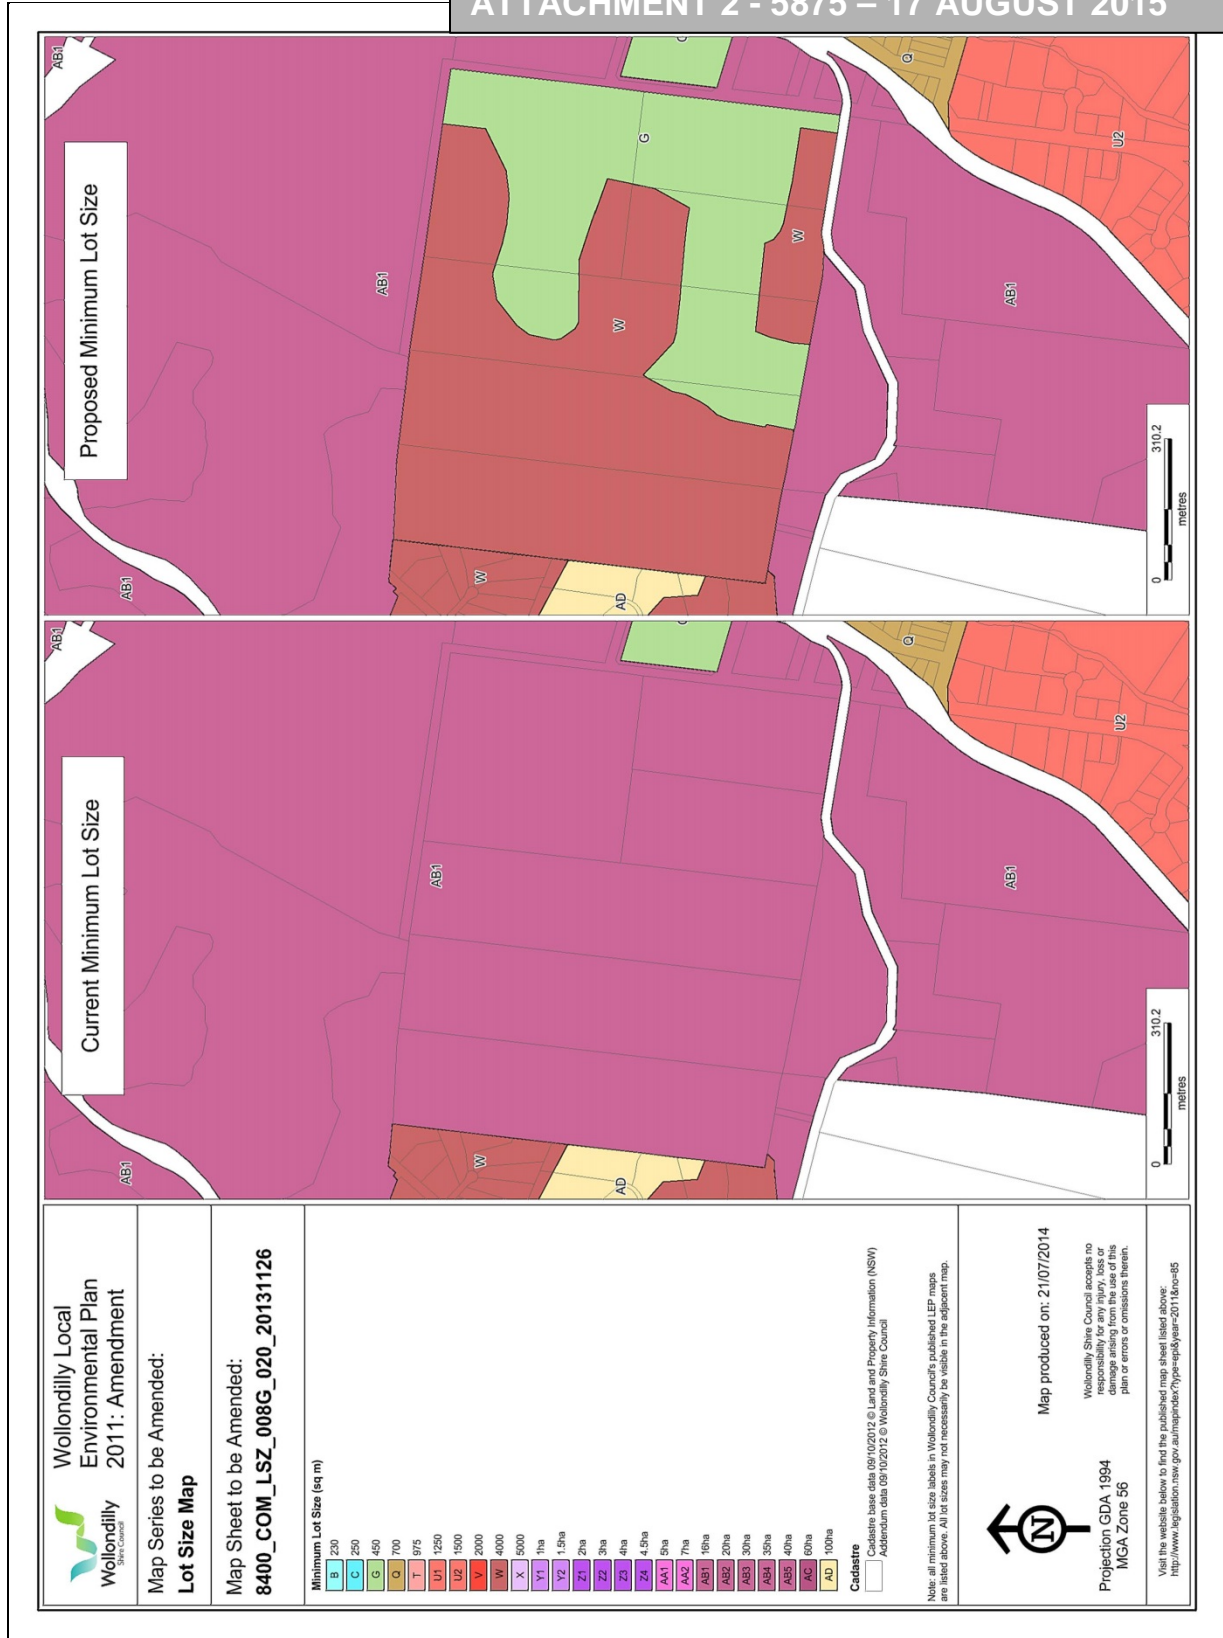 ATTACHMENT 2 - 5875 – 17 AUGUST 2015
Wollondilly
Shire Council
Wollondilly Local
Environmental Plan
2011: Amendment
Map Series to be Amended:
Lot Size Map
Map Sheet to be Amended:
8400_COM_LSZ_008G_020_20131126
Minimum Lot Size (sq m)
B 230
C 250
G 450
Q 700
T 975
U1 1250
U2 1500
V 2000
W 4000
X 5000
Y1 1ha
Y2 1.5ha
Z1 2ha
Z2 3ha
Z3 4ha
Z4 4.5ha
AA1 5ha
AA2 7ha
AB1 16ha
AB2 20ha
AB3 30ha
AB4 35ha
AB5 40ha
AC 60ha
AD 100ha
Cadastre
Cadastre base data 09/10/2012 © Land and Property Information (NSW)
Addendum data 09/10/2012 © Wollondilly Shire Council
Note: all minimum lot size labels in Wollondilly Council's published LEP maps
are listed above. All lot sizes may not necessarily be visible in the adjacent map.
N
Map produced on: 21/07/2014
Projection GDA 1994
MGA Zone 56
Wollondilly Shire Council accepts no
responsibility for any injury, loss or
damage arising from the use of this
plan or errors or omissions therein.
Visit the website below to find the published map sheet listed above:
http://www.legislation.nsw.gov.au/mapindex?type=epi&year=2011&no=85
Current Minimum Lot Size
AB1
AB1
AB1
W
AD
Q
U2
AB1
0 310.2
metres
Proposed Minimum Lot Size
AB1
AB1
AB1
G
W
W
W
AD
Q
U2
AB1
0 310.2
metres